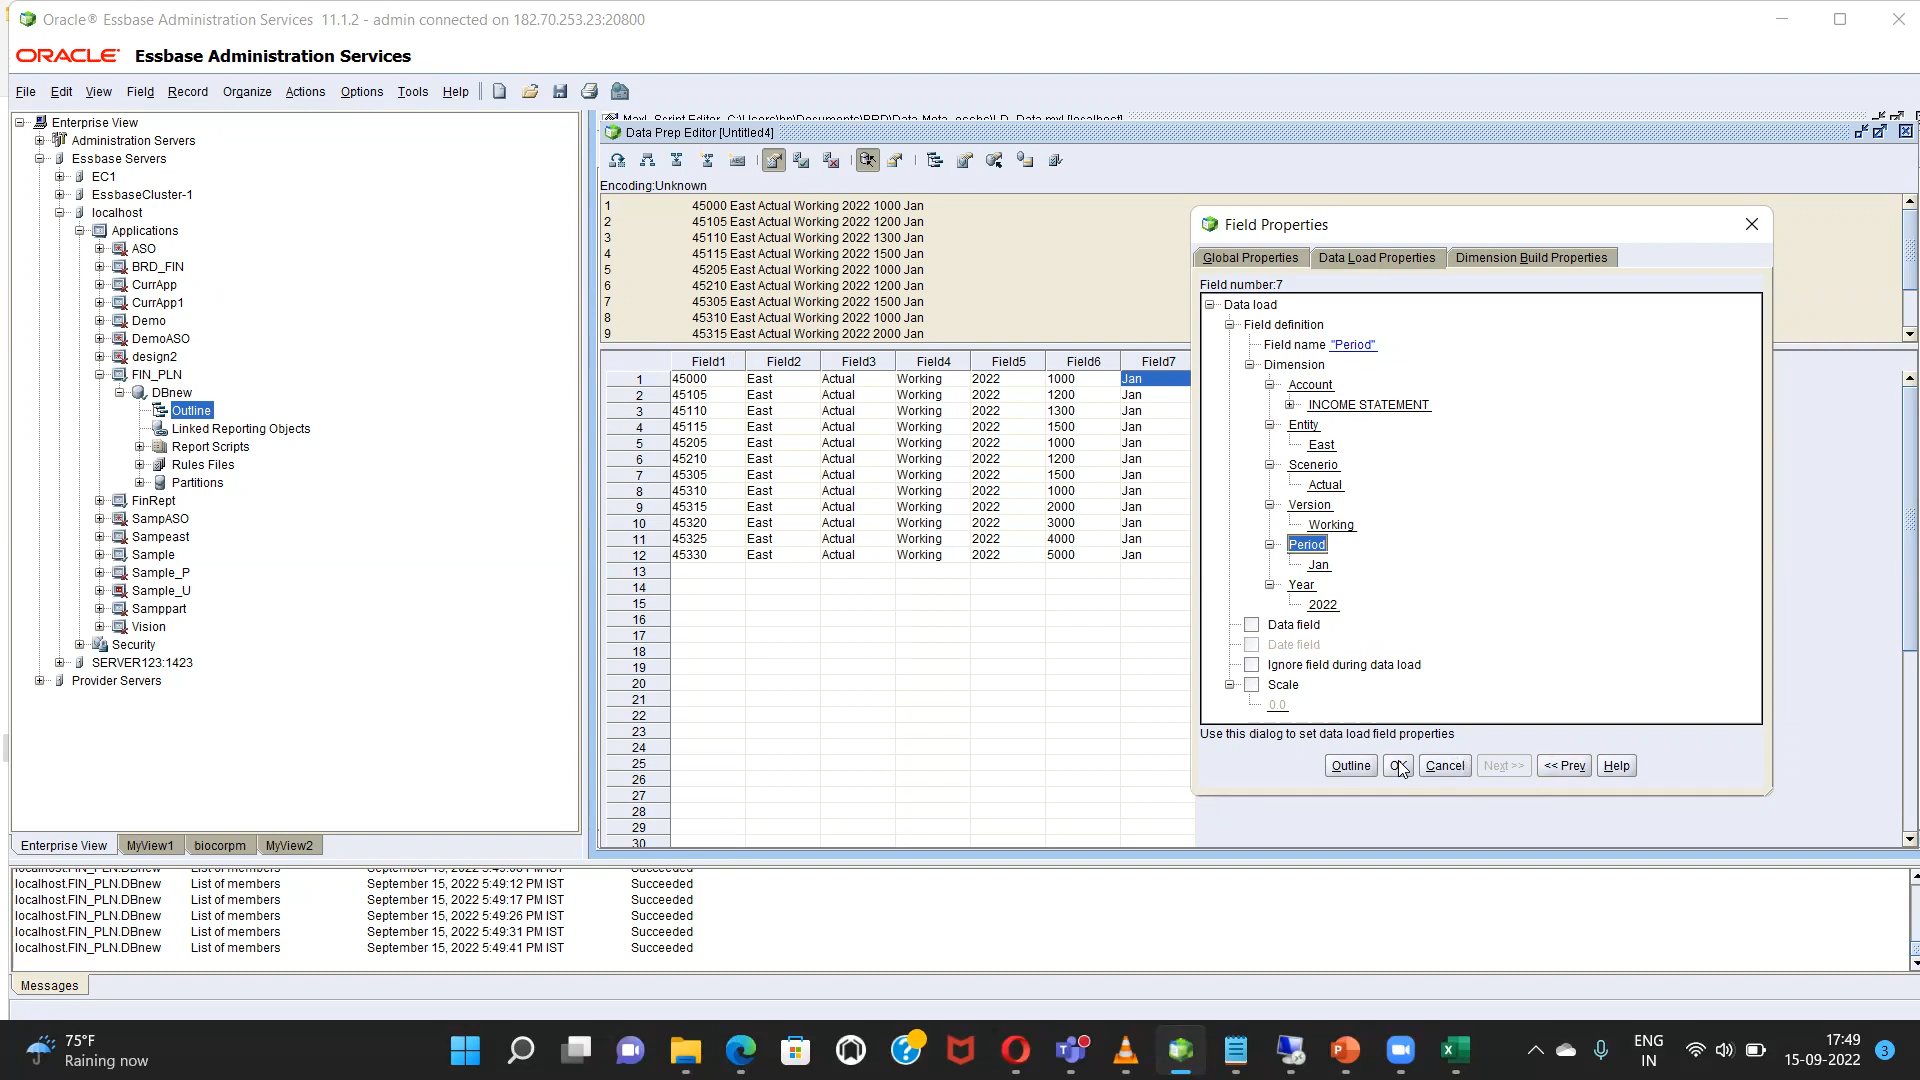 Oracle® Essbase Administration Services 11.1.2 - admin connected on 182.70.253.23:20800
ORACLE Essbase Administration Services
File Edit View Field Record Organize Actions Options Tools Help
Enterprise View
Administration Servers
Essbase Servers
EC1
EssbaseCluster-1
localhost
Applications
ASO
BRD_FIN
CurrApp
CurrApp1
Demo
DemoASO
design2
FIN_PLN
DBnew
Outline
Linked Reporting Objects
Report Scripts
Rules Files
Partitions
FinRept
SampASO
Sampeast
Sample
Sample_P
Sample_U
Samppart
Vision
Security
SERVER123:1423
Provider Servers
Enterprise View MyView1 biocorpm MyView2
Data Prep Editor [Untitled4]
Encoding:Unknown
1 45000 East Actual Working 2022 1000 Jan
2 45105 East Actual Working 2022 1200 Jan
3 45110 East Actual Working 2022 1300 Jan
4 45115 East Actual Working 2022 1500 Jan
5 45205 East Actual Working 2022 1000 Jan
6 45210 East Actual Working 2022 1200 Jan
7 45305 East Actual Working 2022 1500 Jan
8 45310 East Actual Working 2022 1000 Jan
9 45315 East Actual Working 2022 2000 Jan
Field1 Field2 Field3 Field4 Field5 Field6 Field7
1 45000 East Actual Working 2022 1000 Jan
2 45105 East Actual Working 2022 1200 Jan
3 45110 East Actual Working 2022 1300 Jan
4 45115 East Actual Working 2022 1500 Jan
5 45205 East Actual Working 2022 1000 Jan
6 45210 East Actual Working 2022 1200 Jan
7 45305 East Actual Working 2022 1500 Jan
8 45310 East Actual Working 2022 1000 Jan
9 45315 East Actual Working 2022 2000 Jan
10 45320 East Actual Working 2022 3000 Jan
11 45325 East Actual Working 2022 4000 Jan
12 45330 East Actual Working 2022 5000 Jan
13
14
15
16
17
18
19
20
21
22
23
24
25
26
27
28
29
30
Field Properties
Global Properties Data Load Properties Dimension Build Properties
Field number:7
Data load
Field definition
Field name "Period"
Dimension
Account
INCOME STATEMENT
Entity
East
Scenerio
Actual
Version
Working
Period
Jan
Year
2022
Data field
Date field
Ignore field during data load
Scale
0.0
Use this dialog to set data load field properties
Outline OK Cancel Next >> << Prev Help
localhost.FIN_PLN.DBnew List of members September 15, 2022 5:49:12 PM IST Succeeded
localhost.FIN_PLN.DBnew List of members September 15, 2022 5:49:17 PM IST Succeeded
localhost.FIN_PLN.DBnew List of members September 15, 2022 5:49:26 PM IST Succeeded
localhost.FIN_PLN.DBnew List of members September 15, 2022 5:49:31 PM IST Succeeded
localhost.FIN_PLN.DBnew List of members September 15, 2022 5:49:41 PM IST Succeeded
Messages
75°F
Raining now
ENG
IN
17:49
15-09-2022
3